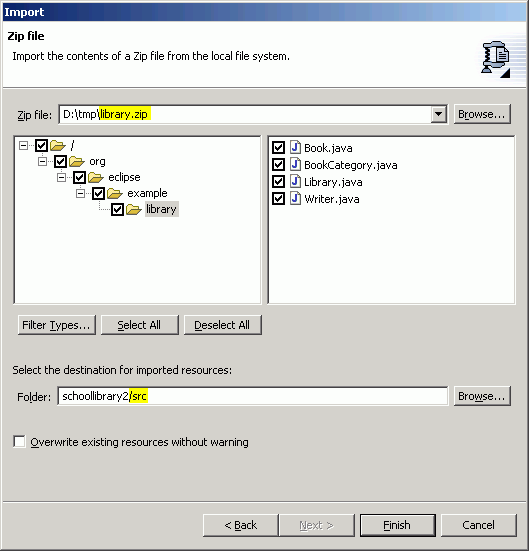 Import
Zip file
Import the contents of a Zip file from the local file system.
Zip file: D:\tmp\library.zip Browse...
/
org
eclipse
example
library
Book.java
BookCategory.java
Library.java
Writer.java
Filter Types... Select All Deselect All
Select the destination for imported resources:
Folder: schoollibrary2/src Browse...
Overwrite existing resources without warning
< Back Next > Finish Cancel